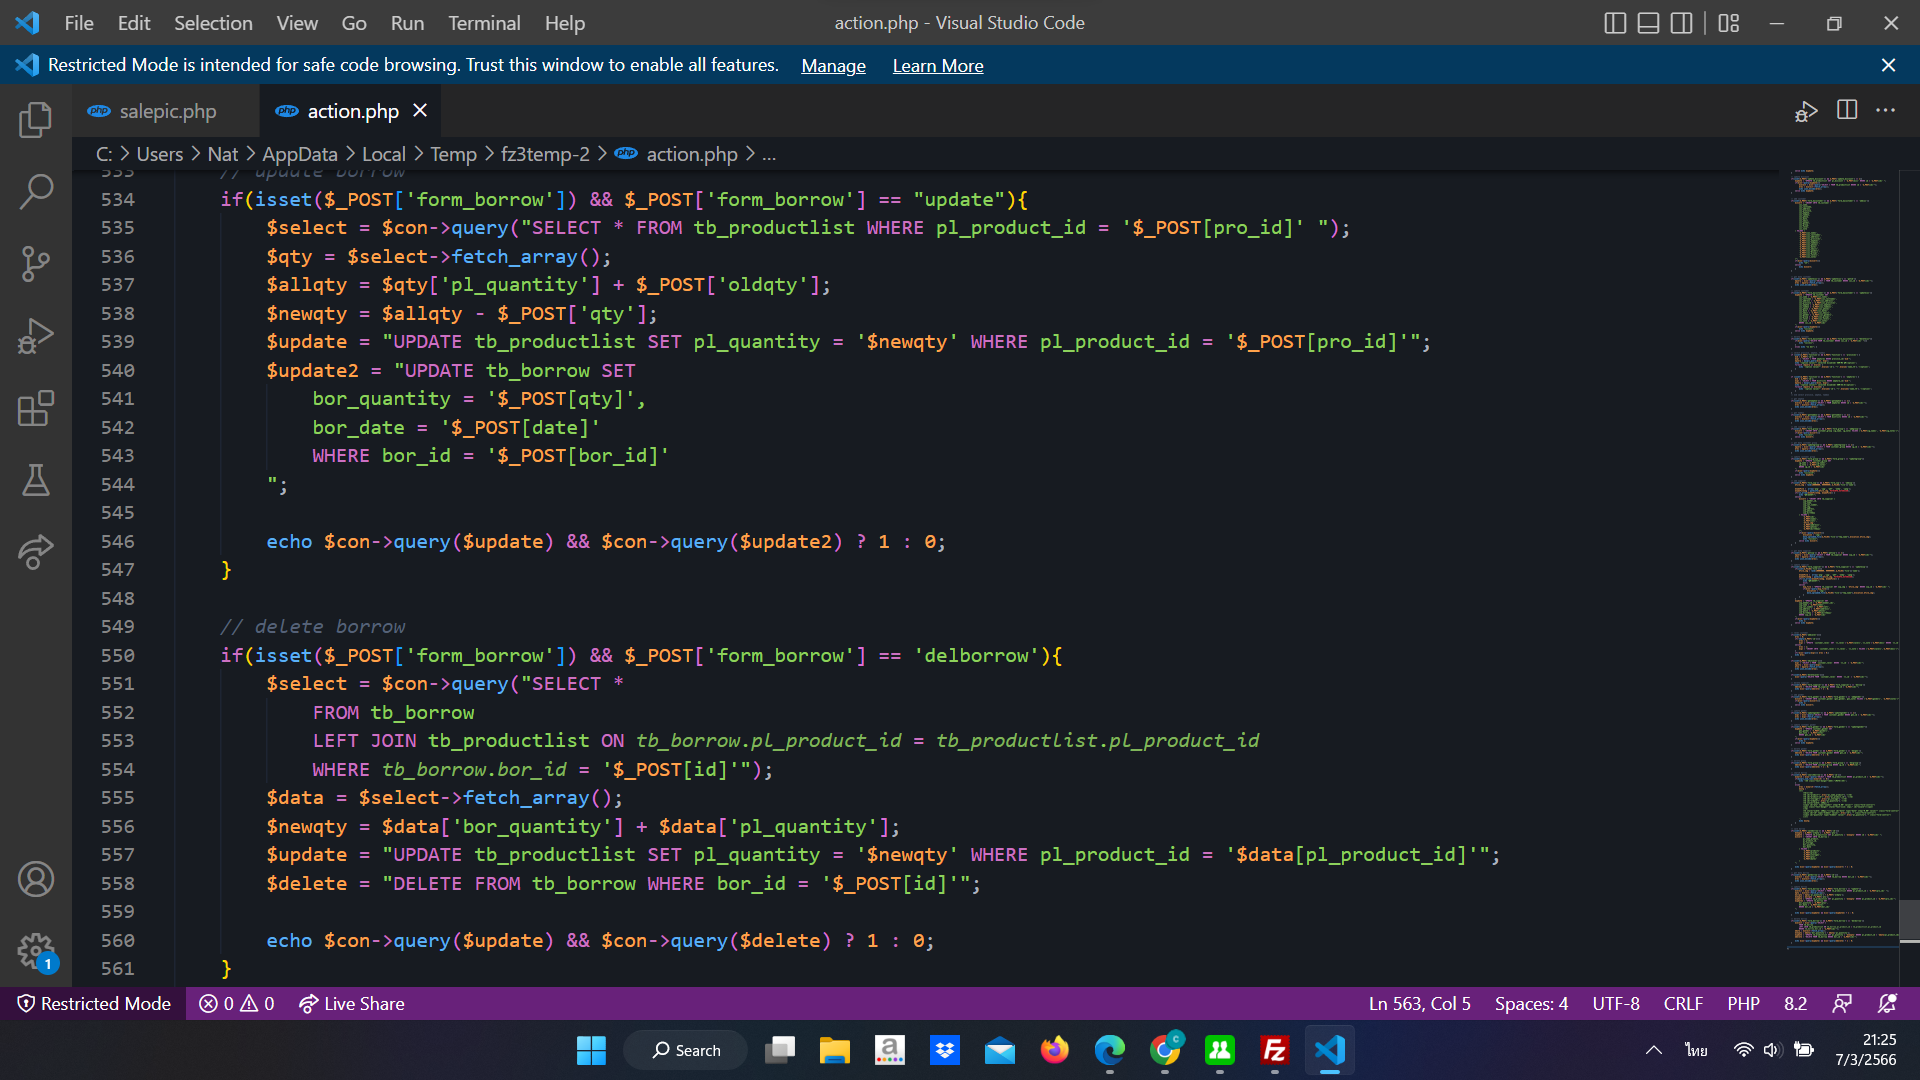 File Edit Selection View Go Run Terminal Help action.php - Visual Studio Code
Restricted Mode is intended for safe code browsing. Trust this window to enable all features. Manage Learn More
php salepic.php php action.php
C: > Users > Nat > AppData > Local > Temp > fz3temp-2 > php action.php > ...
533 // update borrow
534 if(isset($_POST['form_borrow']) && $_POST['form_borrow'] == "update"){
535 $select = $con->query("SELECT * FROM tb_productlist WHERE pl_product_id = '$_POST[pro_id]' ");
536 $qty = $select->fetch_array();
537 $allqty = $qty['pl_quantity'] + $_POST['oldqty'];
538 $newqty = $allqty - $_POST['qty'];
539 $update = "UPDATE tb_productlist SET pl_quantity = '$newqty' WHERE pl_product_id = '$_POST[pro_id]'";
540 $update2 = "UPDATE tb_borrow SET
541 bor_quantity = '$_POST[qty]',
542 bor_date = '$_POST[date]'
543 WHERE bor_id = '$_POST[bor_id]'
544 ";
545
546 echo $con->query($update) && $con->query($update2) ? 1 : 0;
547 }
548
549 // delete borrow
550 if(isset($_POST['form_borrow']) && $_POST['form_borrow'] == 'delborrow'){
551 $select = $con->query("SELECT *
552 FROM tb_borrow
553 LEFT JOIN tb_productlist ON tb_borrow.pl_product_id = tb_productlist.pl_product_id
554 WHERE tb_borrow.bor_id = '$_POST[id]'");
555 $data = $select->fetch_array();
556 $newqty = $data['bor_quantity'] + $data['pl_quantity'];
557 $update = "UPDATE tb_productlist SET pl_quantity = '$newqty' WHERE pl_product_id = '$data[pl_product_id]'";
558 $delete = "DELETE FROM tb_borrow WHERE bor_id = '$_POST[id]'";
559
560 echo $con->query($update) && $con->query($delete) ? 1 : 0;
561 }
1
Restricted Mode 0 0 Live Share Ln 563, Col 5 Spaces: 4 UTF-8 CRLF PHP 8.2
Search a C Fz ไทย 21:25
7/3/2566